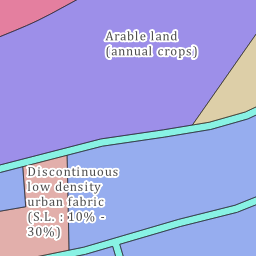 Arable land
(annual crops)
Discontinuous
low density
urban fabric
(S.L. : 10% -
30%)